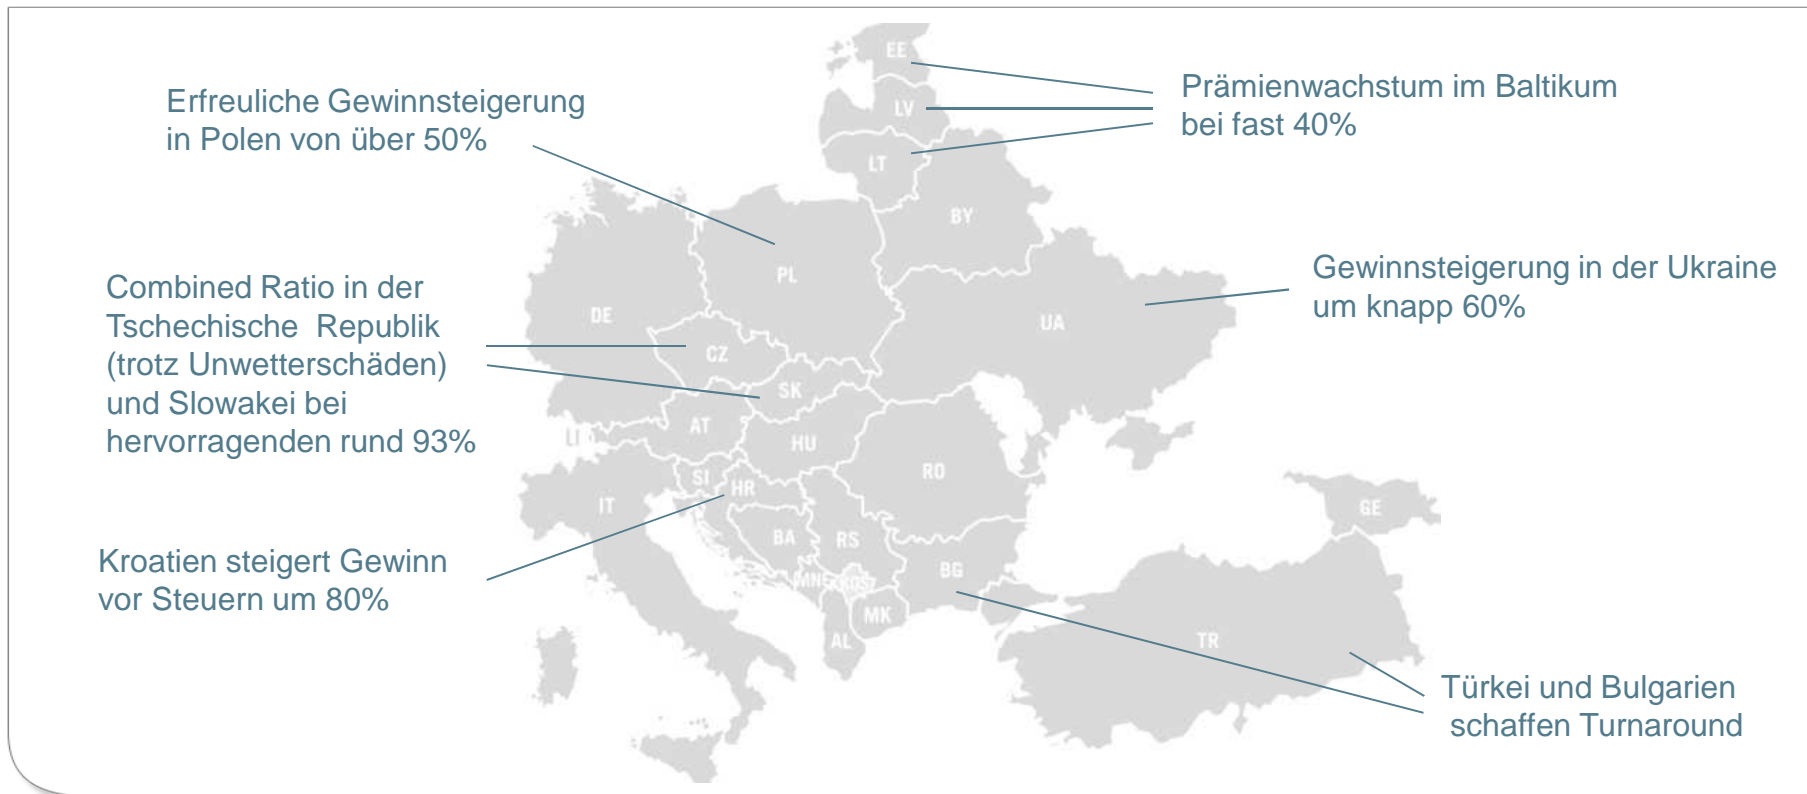 Erfreuliche Gewinnsteigerung
in Polen von über 50%
Prämienwachstum im Baltikum
bei fast 40%
Combined Ratio in der
Tschechische  Republik
(trotz Unwetterschäden)
und Slowakei bei
hervorragenden rund 93%
Gewinnsteigerung in der Ukraine
um knapp 60%
Kroatien steigert Gewinn
vor Steuern um 80%
Türkei und Bulgarien
schaffen Turnaround
EE
LV
LT
BY
PL
DE
UA
CZ
SK
AT
LI
HU
RO
SI
HR
IT
GE
BA
RS
BG
MNE
KOS
MK
AL
TR